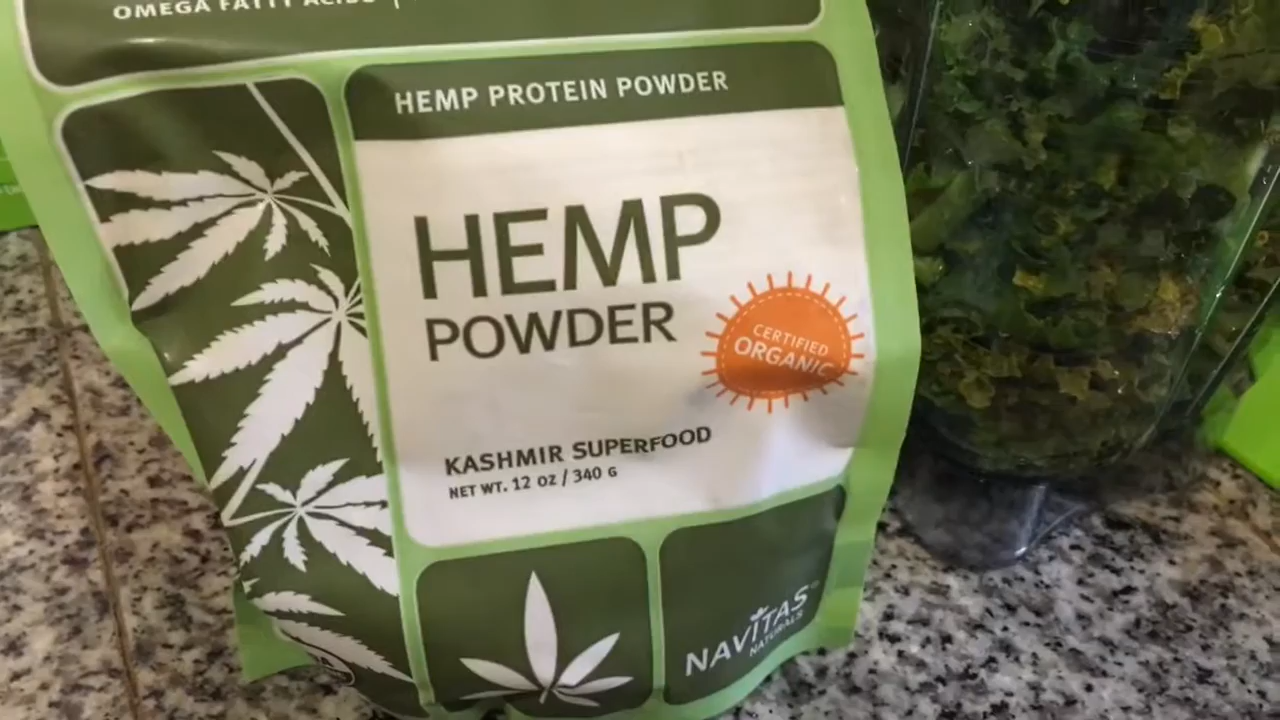 OMEGA FATTY ACIDS
HEMP PROTEIN POWDER
HEMP
POWDER
CERTIFIED
ORGANIC
KASHMIR SUPERFOOD
NET WT. 12 OZ / 340 G
NAVITAS
NATURALS